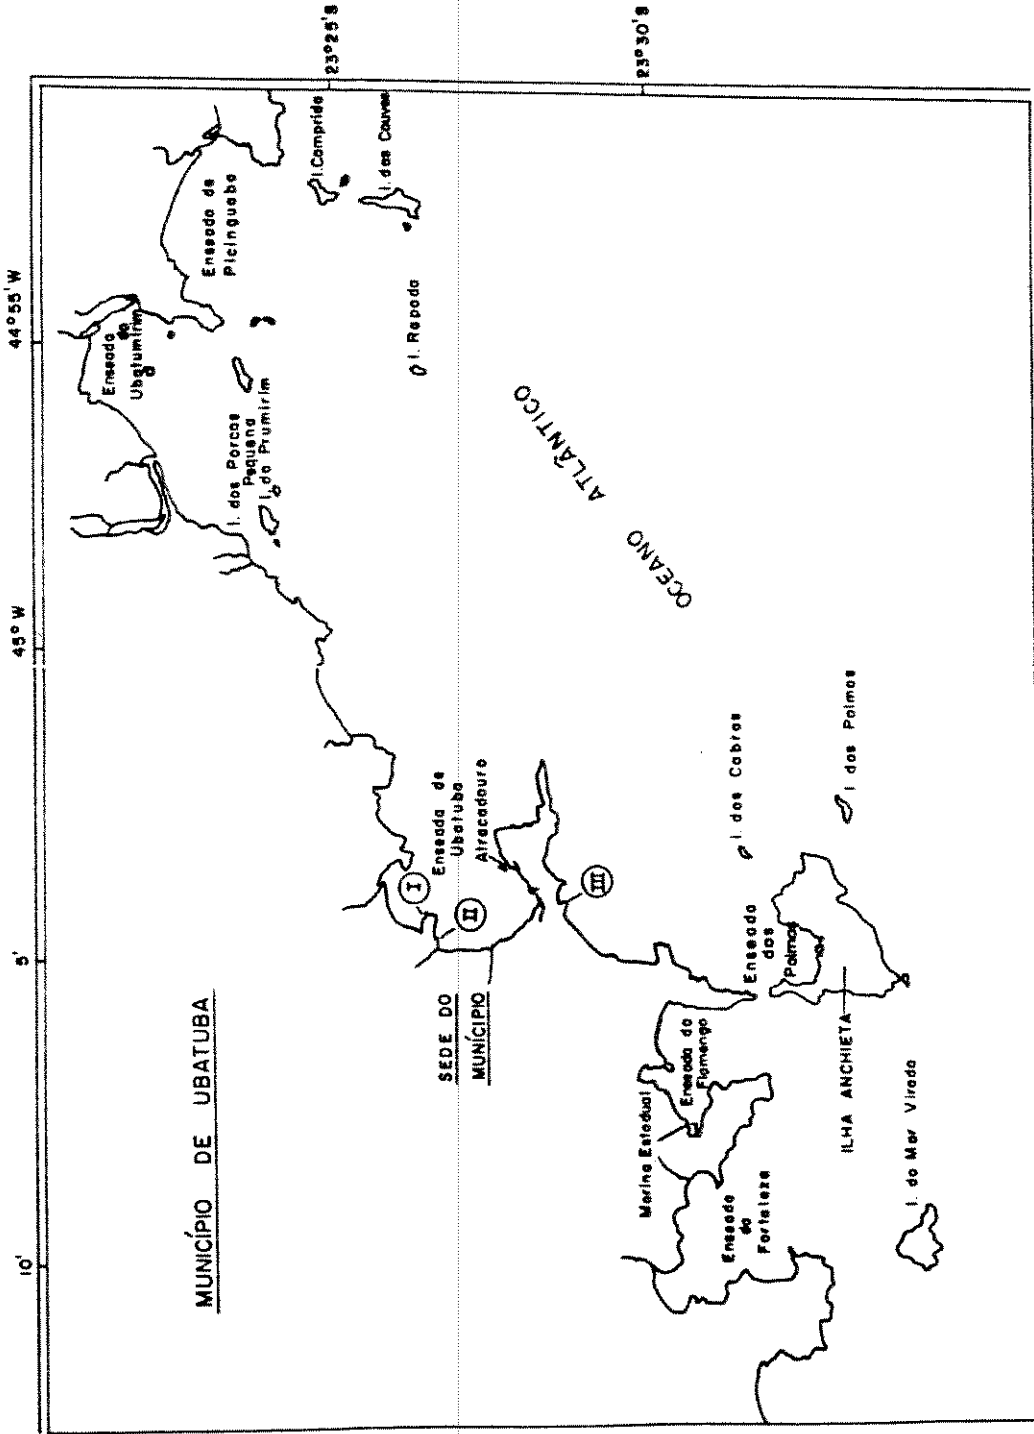 MUNICÍPIO DE UBATUBA
10'
5'
45° W
44° 55' W
23° 25' S
23° 30' S
Enseada
do
Ubatumirim
Enseada de
Picinguaba
I. Comprida
I. das Couves
I. Rapada
I. dos Porcos
Pequena
I. do Prumirim
OCEANO ATLÂNTICO
Enseada de
Ubatuba
Atracadouro
I
II
III
SEDE DO
MUNICÍPIO
I. das Cabras
I. das Palmas
Enseada
das
Palmas
ILHA ANCHIETA
Marina Estadual
Enseada do
Flamengo
Enseada
da
Fortaleza
I. do Mar Virado